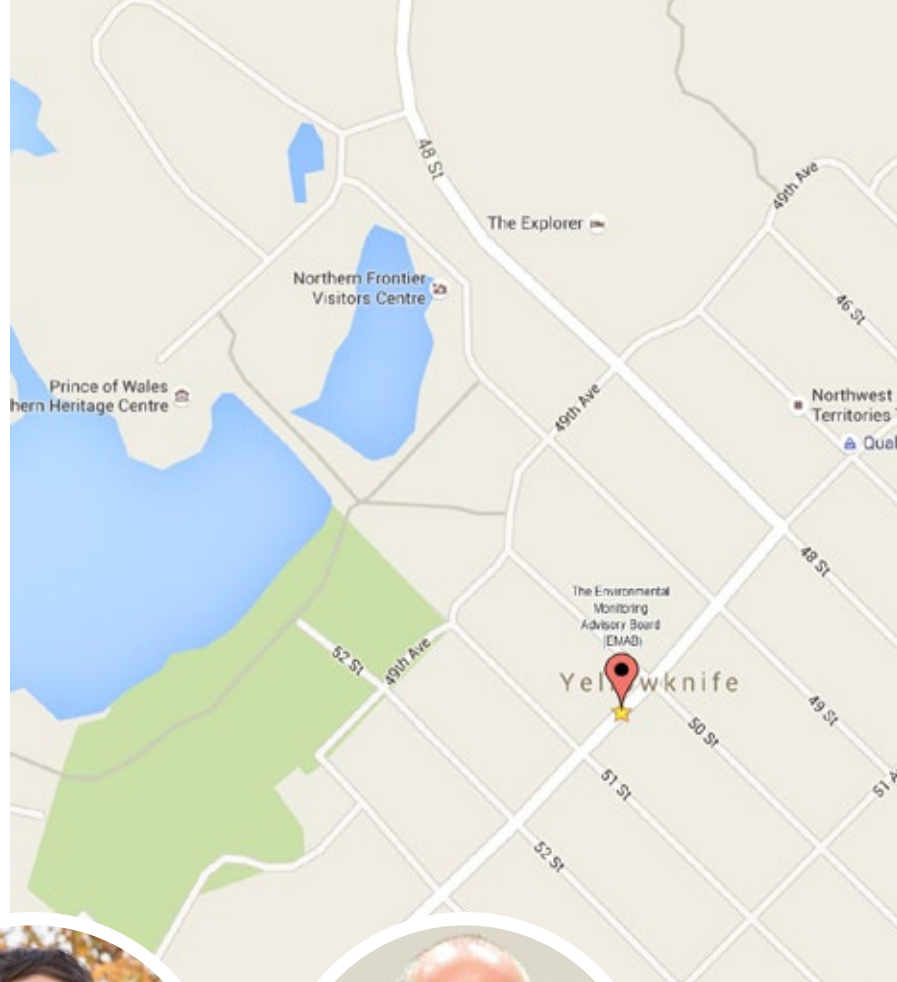 48 St
49th Ave
The Explorer
Northern Frontier
Visitors Centre
46 St
Prince of Wales
hern Heritage Centre
49th Ave
Northwest
Territories
Qual
48 St
The Environmental
Monitoring
Advisory Board
(EMAB)
Yellowknife
52 St
49th Ave
49 St
50 St
51 St
51 A
52 St